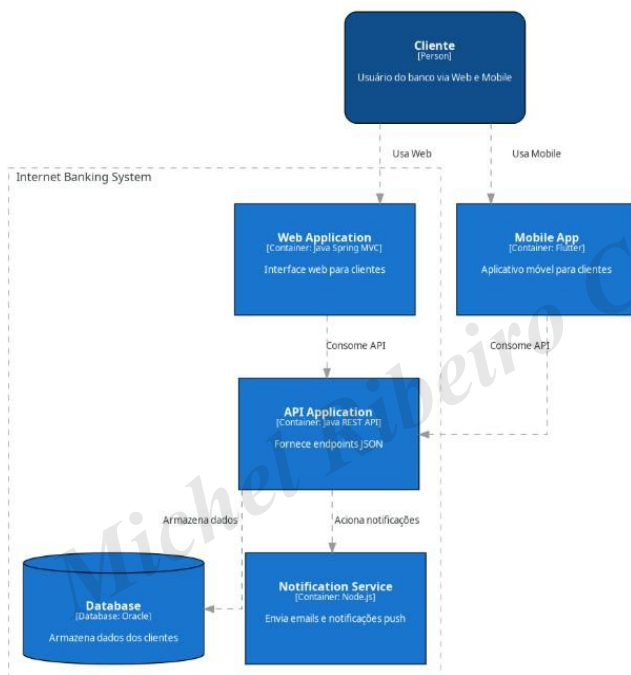 Cliente
[Person]
Usuário do banco via Web e Mobile
Usa Web
Usa Mobile
Internet Banking System
Web Application
[Container: Java Spring MVC]
Interface web para clientes
Mobile App
[Container: Flutter]
Aplicativo móvel para clientes
Consome API
Consome API
API Application
[Container: Java REST API]
Fornece endpoints JSON
Armazena dados
Aciona notificações
Database
[Database: Oracle]
Armazena dados dos clientes
Notification Service
[Container: Node.js]
Envia emails e notificações push
Michel Ribeiro C